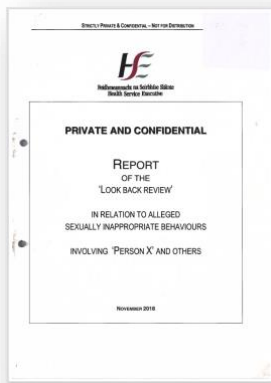 STRICTLY PRIVATE & CONFIDENTIAL – NOT FOR DISTRIBUTION
Feidhmeannacht na Seirbhíse Sláinte
Health Service Executive
PRIVATE AND CONFIDENTIAL
REPORT
OF THE
'LOOK BACK REVIEW'
IN RELATION TO ALLEGED
SEXUALLY INAPPROPRIATE BEHAVIOURS
INVOLVING 'PERSON X' AND OTHERS
NOVEMBER 2018